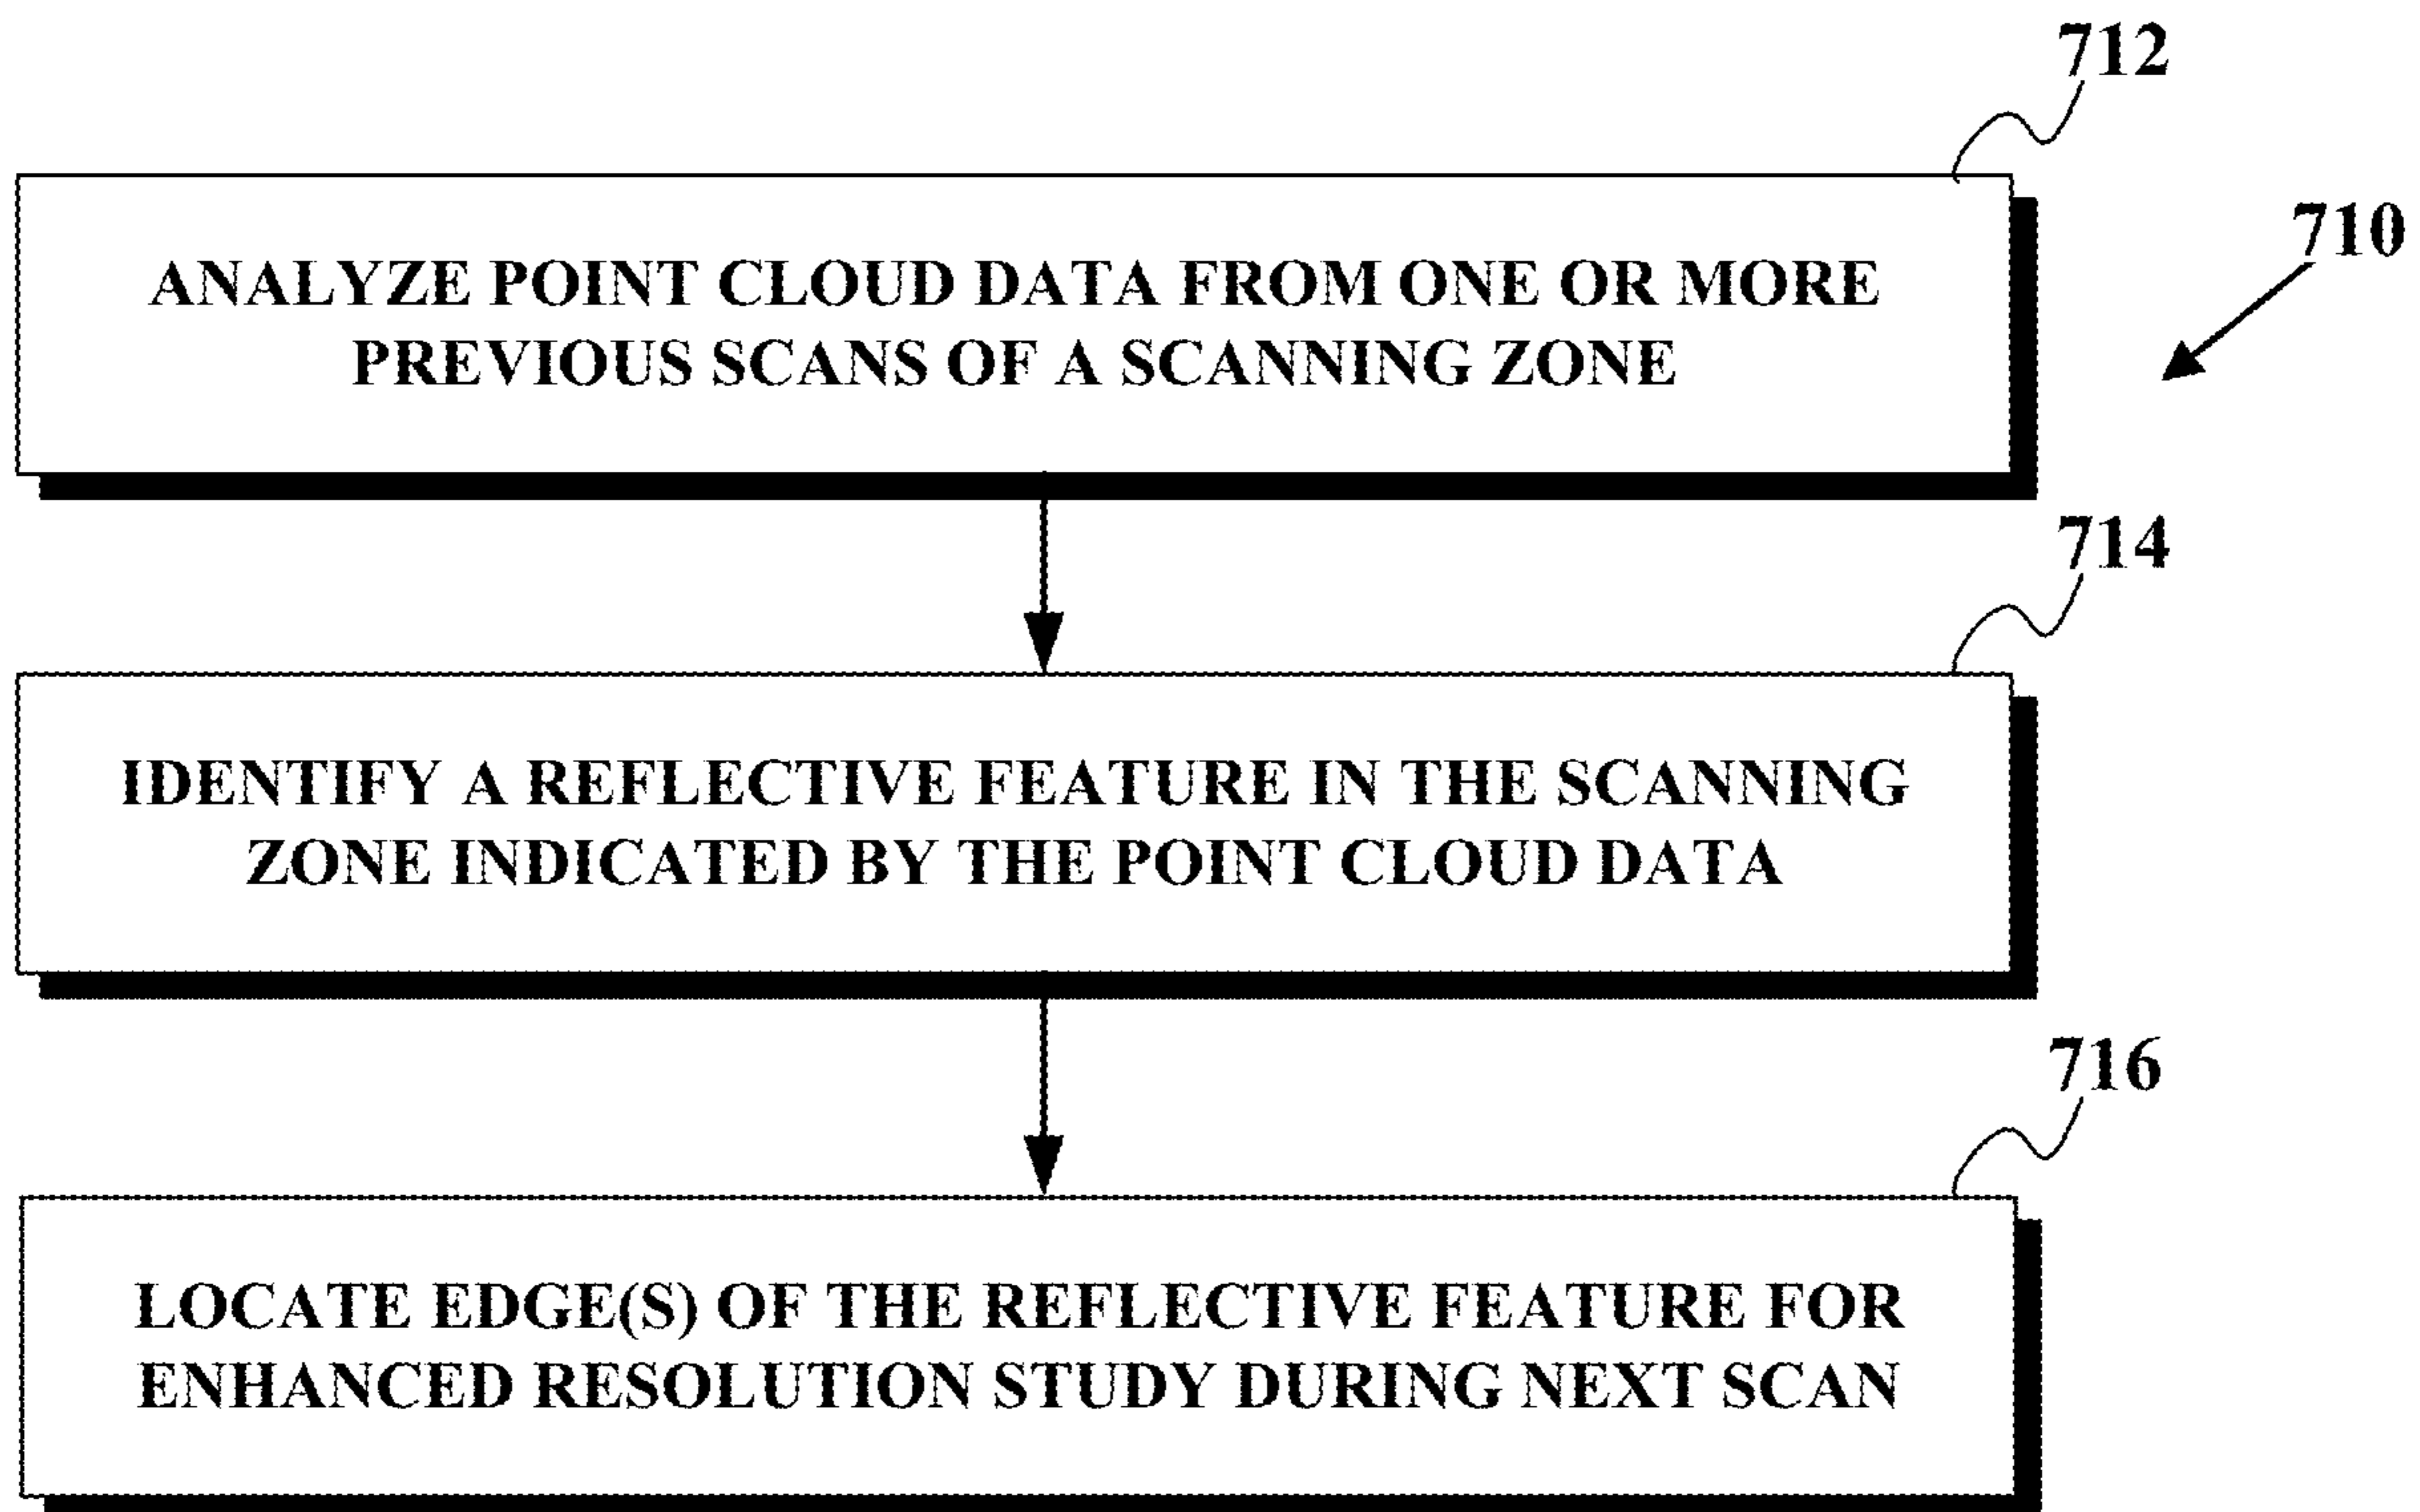 712
710
ANALYZE POINT CLOUD DATA FROM ONE OR MORE
PREVIOUS SCANS OF A SCANNING ZONE
714
IDENTIFY A REFLECTIVE FEATURE IN THE SCANNING
ZONE INDICATED BY THE POINT CLOUD DATA
716
LOCATE EDGE(S) OF THE REFLECTIVE FEATURE FOR
ENHANCED RESOLUTION STUDY DURING NEXT SCAN